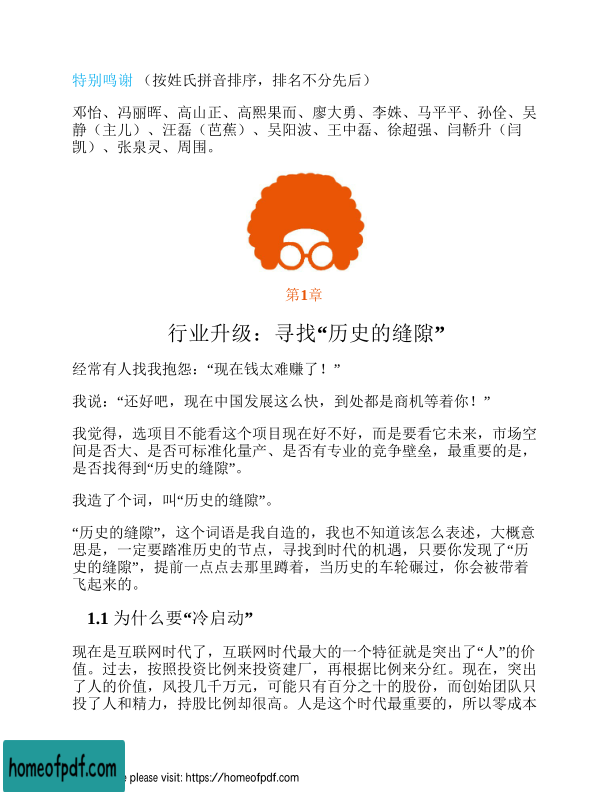 特别鸣谢 （按姓氏拼音排序，排名不分先后）
邓怡、冯丽晖、高山正、高熙果而、廖大勇、李姝、马平平、孙佺、吴
静（主儿）、汪磊（芭蕉）、吴阳波、王中磊、徐超强、闫鞒升（闫
凯）、张泉灵、周围。
第1章
行业升级：寻找“历史的缝隙”
经常有人找我抱怨：“现在钱太难赚了！”
我说：“还好吧，现在中国发展这么快，到处都是商机等着你！”
我觉得，选项目不能看这个项目现在好不好，而是要看它未来，市场空
间是否大、是否可标准化量产、是否有专业的竞争壁垒，最重要的是，
是否找得到“历史的缝隙”。
我造了个词，叫“历史的缝隙”。
“历史的缝隙”，这个词语是我自造的，我也不知道该怎么表述，大概意
思是，一定要踏准历史的节点，寻找到时代的机遇，只要你发现了“历
史的缝隙”，提前一点点去那里蹲着，当历史的车轮碾过，你会被带着
飞起来的。
1.1 为什么要“冷启动”
现在是互联网时代了，互联网时代最大的一个特征就是突出了“人”的价
值。过去，按照投资比例来投资建厂，再根据比例来分红。现在，突出
了人的价值，风投几千万元，可能只有百分之十的股份，而创始团队只
投了人和精力，持股比例却很高。人是这个时代最重要的，所以零成本
homeofpdf.com
e please visit: https://homeofpdf.com